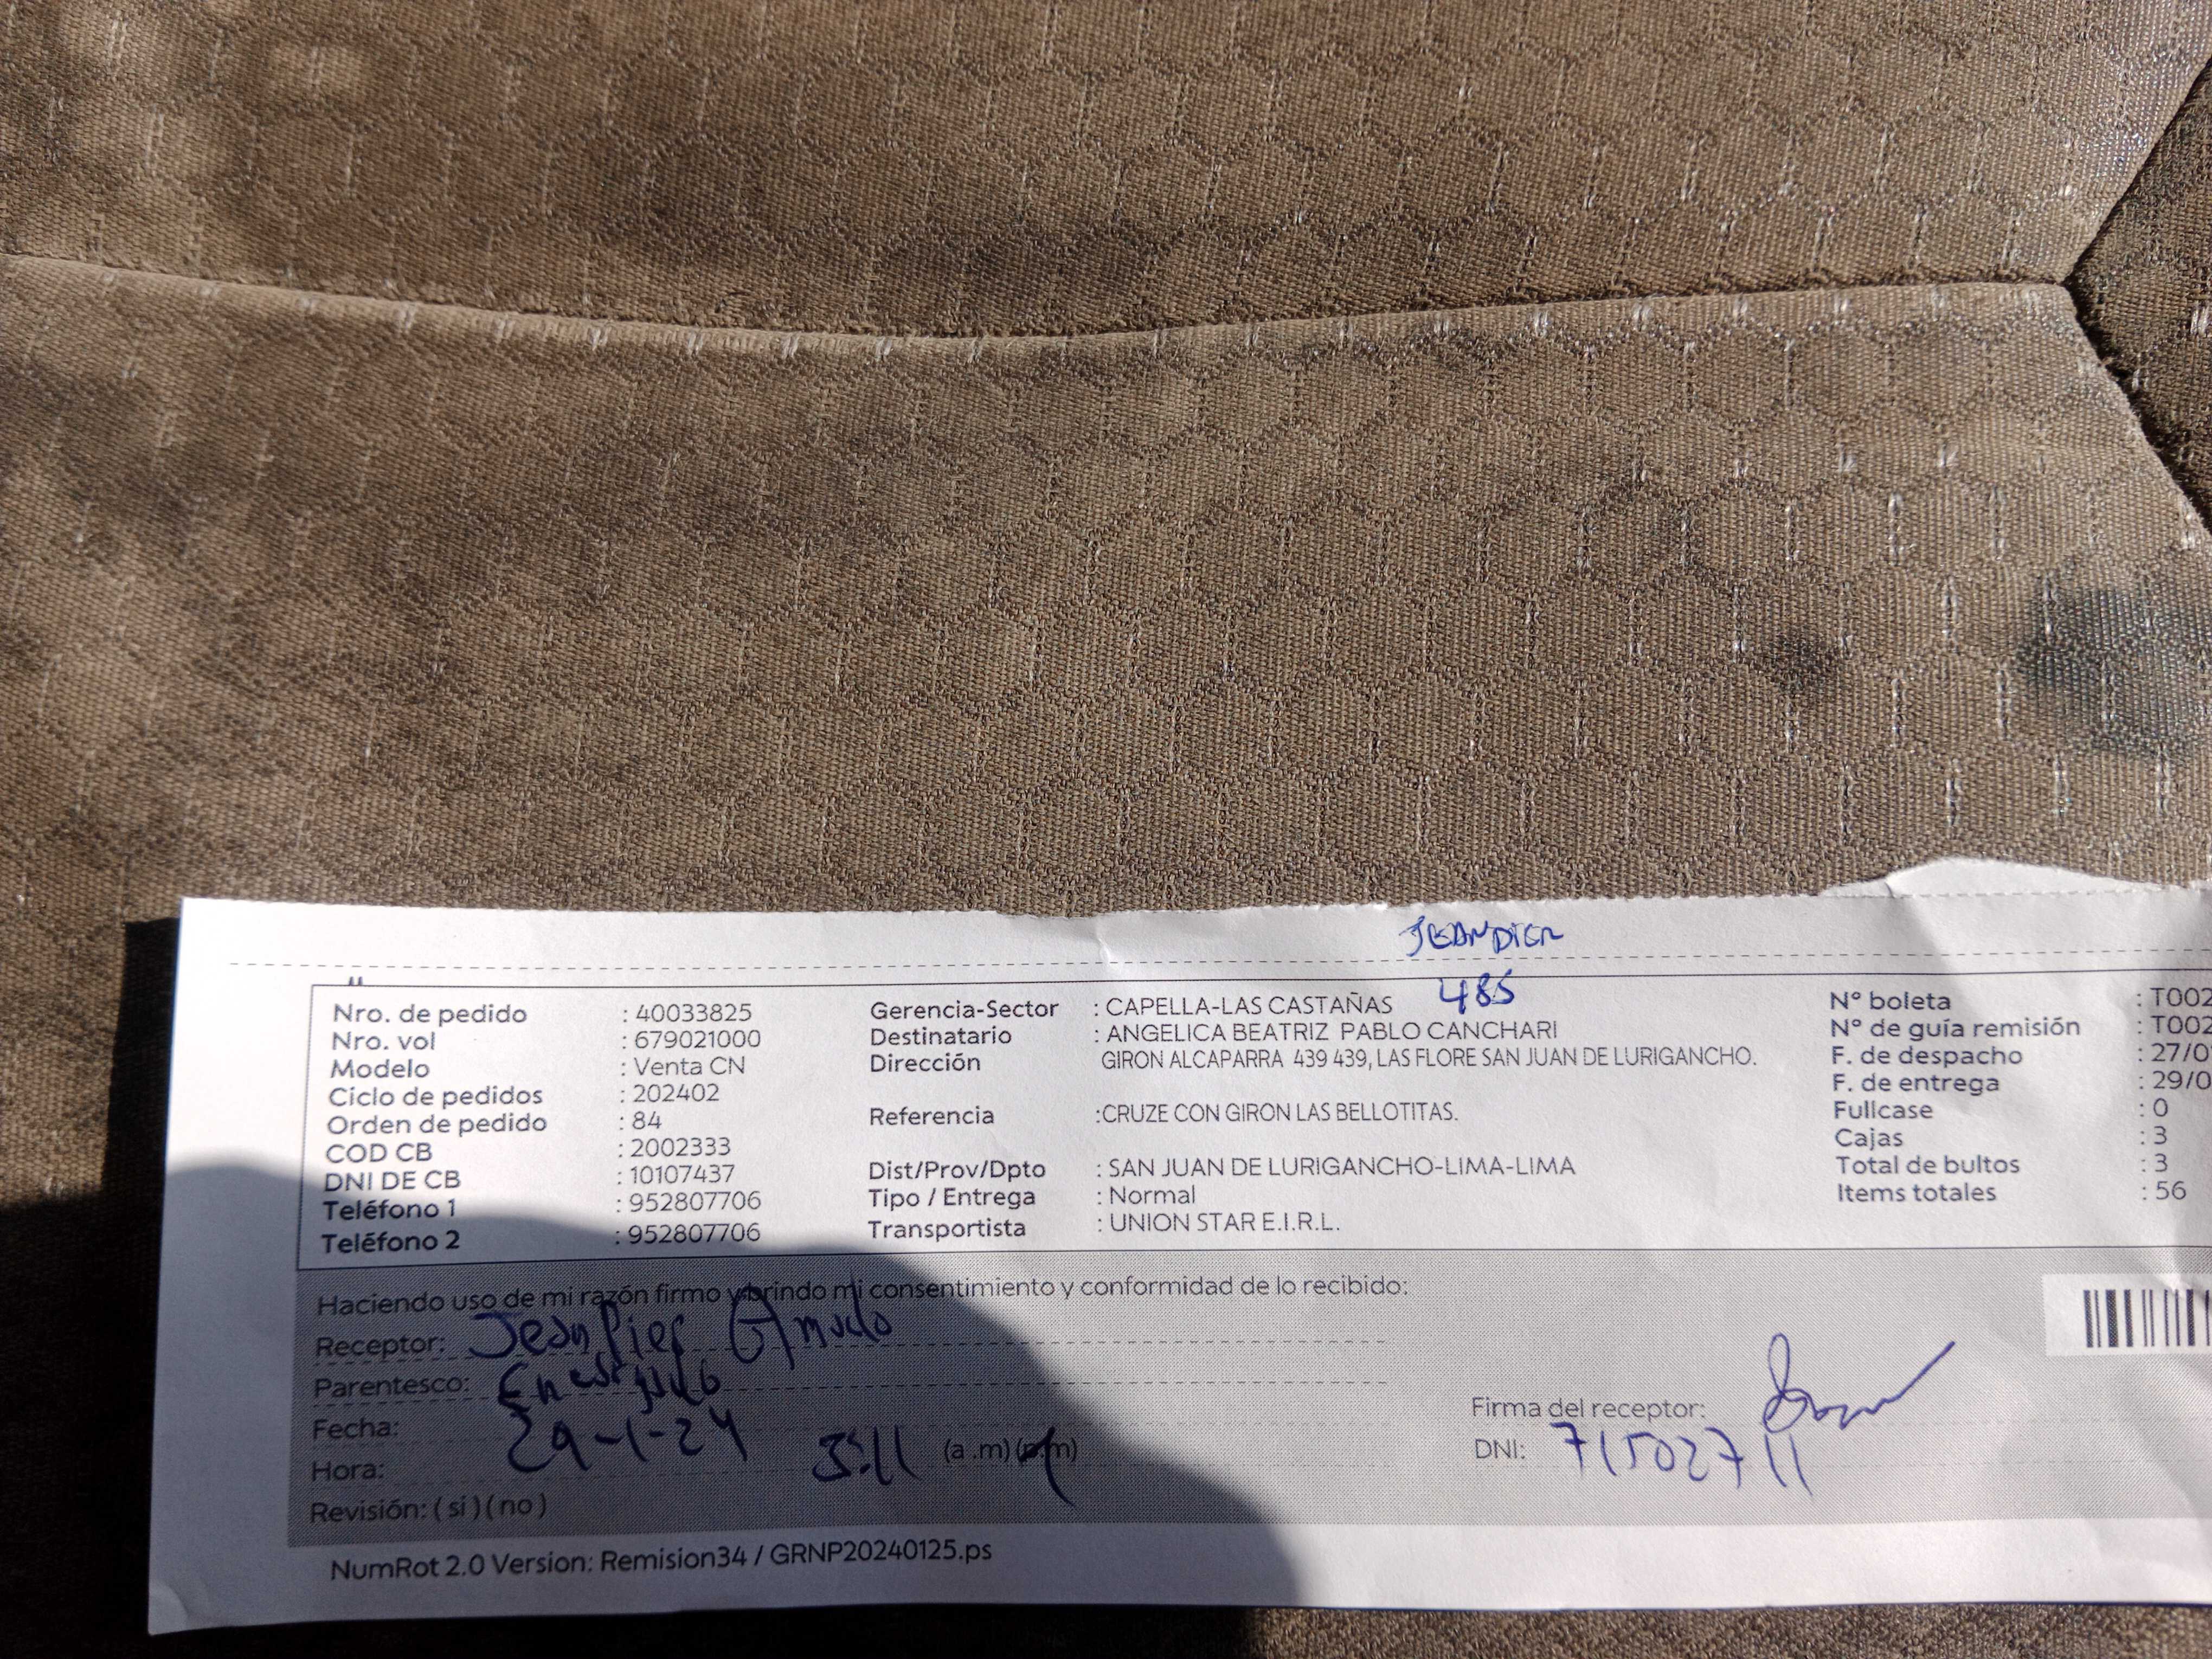 JEANPIER
485
Nro. de pedido : 40033825
Nro. vol : 679021000
Modelo : Venta CN
Ciclo de pedidos : 202402
Orden de pedido : 84
COD CB : 2002333
DNI DE CB : 10107437
Teléfono 1 : 952807706
Teléfono 2 : 952807706
Gerencia-Sector : CAPELLA-LAS CASTAÑAS
Destinatario : ANGELICA BEATRIZ PABLO CANCHARI
Dirección GIRON ALCAPARRA 439 439, LAS FLORE SAN JUAN DE LURIGANCHO.
Referencia :CRUZE CON GIRON LAS BELLOTITAS.
Dist/Prov/Dpto : SAN JUAN DE LURIGANCHO-LIMA-LIMA
Tipo / Entrega : Normal
Transportista : UNION STAR E.I.R.L.
N° boleta : T002
N° de guía remisión : T002
F. de despacho : 27/0
F. de entrega : 29/0
Fullcase : 0
Cajas : 3
Total de bultos : 3
Items totales : 56
Haciendo uso de mi razón firmo y brindo mi consentimiento y conformidad de lo recibido:
Receptor: JeanPier
Parentesco:
Fecha: 29-1-24
Hora: 3:11 (a.m)(p.m)
Revisión: ( sí ) ( no )
Firma del receptor:
DNI: 71502711
NumRot 2.0 Version: Remision34 / GRNP20240125.ps